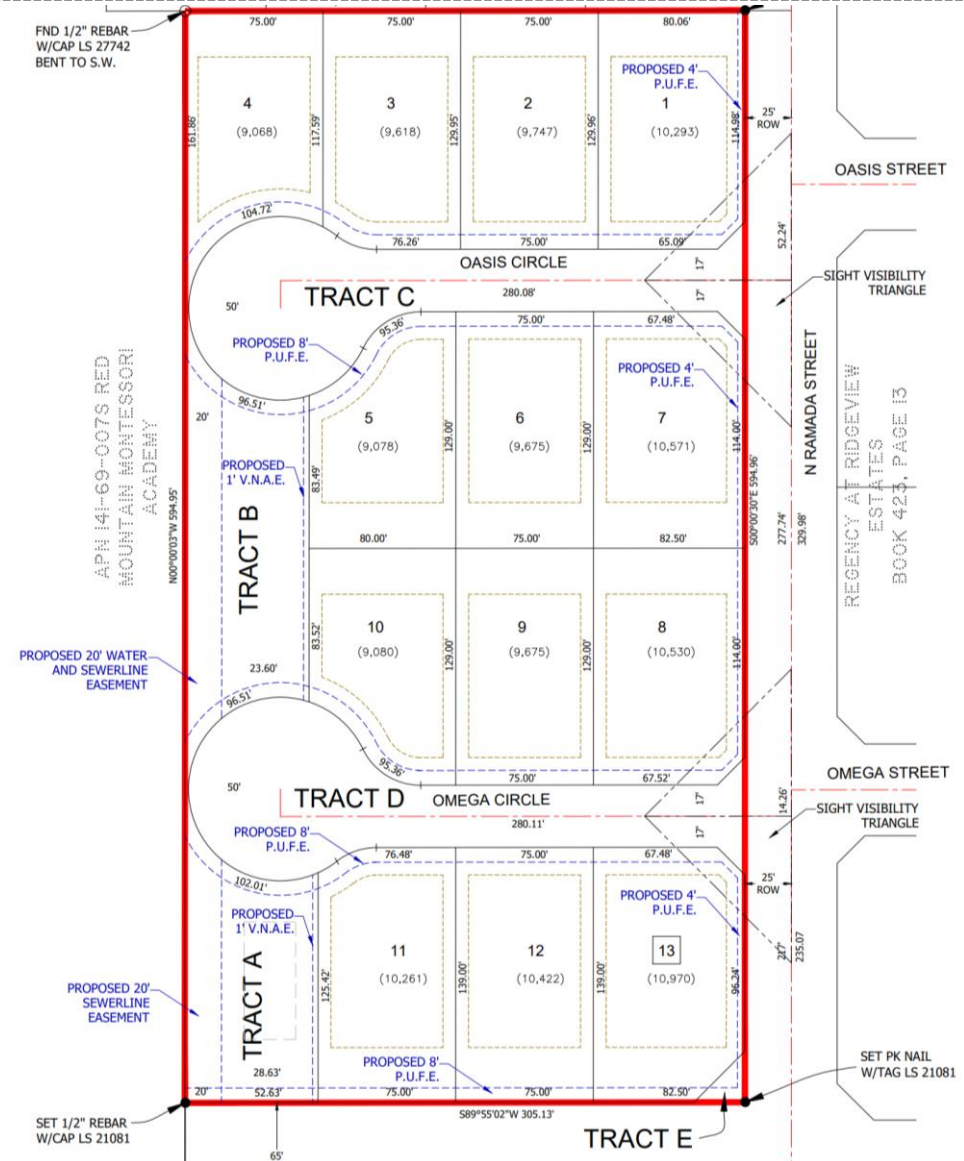 75.00'
75.00'
75.00'
80.06'
FND 1/2" REBAR
W/CAP LS 27742
BENT TO S.W.
PROPOSED 4'
P.U.F.E.
4
(9,068)
3
(9,618)
2
(9,747)
1
(10,293)
161.86'
117.59'
129.95'
129.96'
114.98'
25'
ROW
OASIS STREET
104.72'
76.26'
75.00'
65.09'
52.24'
OASIS CIRCLE
17'
17'
SIGHT VISIBILITY
TRIANGLE
TRACT C
280.08'
50'
95.36'
75.00'
67.48'
PROPOSED 8'
P.U.F.E.
PROPOSED 4'
P.U.F.E.
N RAMADA STREET
96.51'
20'
5
(9,078)
6
(9,675)
7
(10,571)
83.49'
129.00'
129.00'
114.00'
APN 141-69-007S RED
MOUNTAIN MONTESSORI
ACADEMY
REGENCY AT RIDGEVIEW
ESTATES
BOOK 423, PAGE 13
PROPOSED
1' V.N.A.E.
N00°00'03"W 594.95'
S00°00'30"E 594.96'
277.74'
329.98'
TRACT B
80.00'
75.00'
82.50'
10
(9,080)
9
(9,675)
8
(10,530)
83.52'
129.00'
129.00'
114.00'
PROPOSED 20' WATER
AND SEWERLINE
EASEMENT
23.60'
96.51'
95.36'
75.00'
67.52'
OMEGA STREET
50'
TRACT D
OMEGA CIRCLE
17'
17'
14.26'
SIGHT VISIBILITY
TRIANGLE
280.11'
PROPOSED 8'
P.U.F.E.
76.48'
75.00'
67.48'
102.01'
25'
ROW
PROPOSED
1' V.N.A.E.
PROPOSED 4'
P.U.F.E.
11
(10,261)
12
(10,422)
13
(10,970)
125.42'
139.00'
139.00'
96.24'
235.07
TRACT A
PROPOSED 20'
SEWERLINE
EASEMENT
PROPOSED 8'
P.U.F.E.
28.63'
20'
52.63'
75.00'
75.00'
82.50'
SET PK NAIL
W/TAG LS 21081
S89°55'02"W 305.13'
SET 1/2" REBAR
W/CAP LS 21081
TRACT E
65'